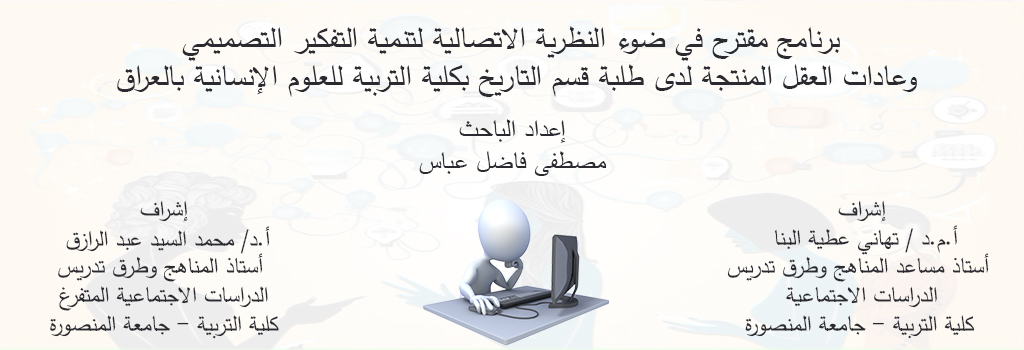 برنامج مقترح في ضوء النظرية الاتصالية لتنمية التفكير التصميمي
وعادات العقل المنتجة لدى طلبة قسم التاريخ بكلية التربية للعلوم الإنسانية بالعراق
إعداد الباحث
مصطفى فاضل عباس
إشراف
أ.م.د / تهاني عطية البنا
أستاذ مساعد المناهج وطرق تدريس
الدراسات الاجتماعية
كلية التربية – جامعة المنصورة
إشراف
أ.د/ محمد السيد عبد الرازق
أستاذ المناهج وطرق تدريس
الدراسات الاجتماعية المتفرغ
كلية التربية – جامعة المنصورة